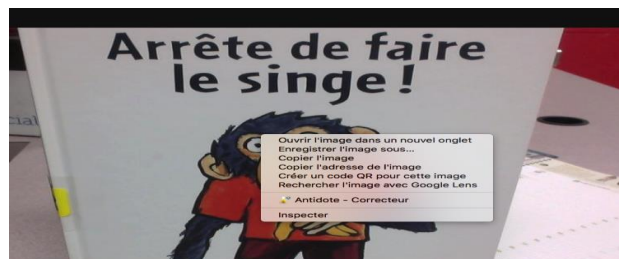 Arrête de faire
le singe !
cial
Ouvrir l'image dans un nouvel onglet
Enregistrer l'image sous...
Copier l'image
Copier l'adresse de l'image
Créer un code QR pour cette image
Rechercher l'image avec Google Lens
Antidote – Correcteur
Inspecter